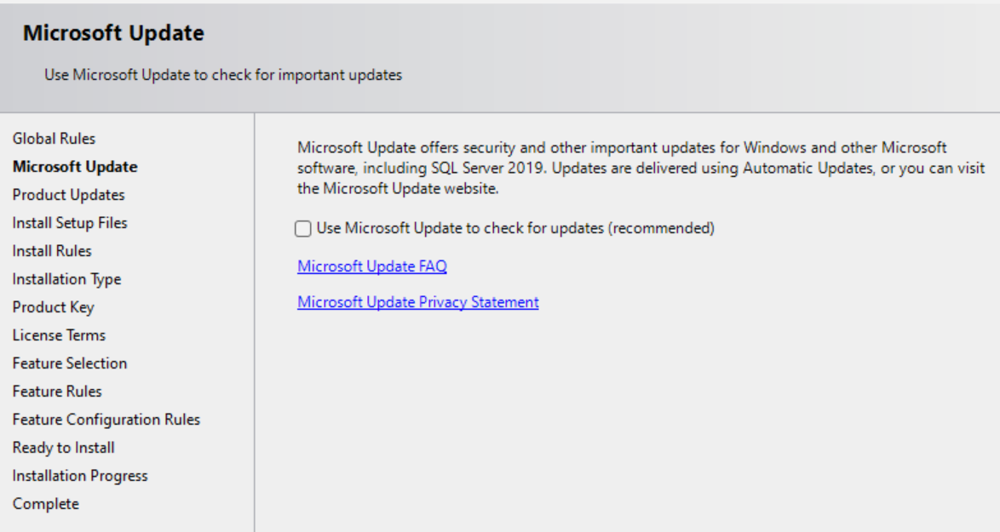 Microsoft Update
Use Microsoft Update to check for important updates
Global Rules
Microsoft Update
Product Updates
Install Setup Files
Install Rules
Installation Type
Product Key
License Terms
Feature Selection
Feature Rules
Feature Configuration Rules
Ready to Install
Installation Progress
Complete
Microsoft Update offers security and other important updates for Windows and other Microsoft
software, including SQL Server 2019. Updates are delivered using Automatic Updates, or you can visit
the Microsoft Update website.
Use Microsoft Update to check for updates (recommended)
Microsoft Update FAQ
Microsoft Update Privacy Statement